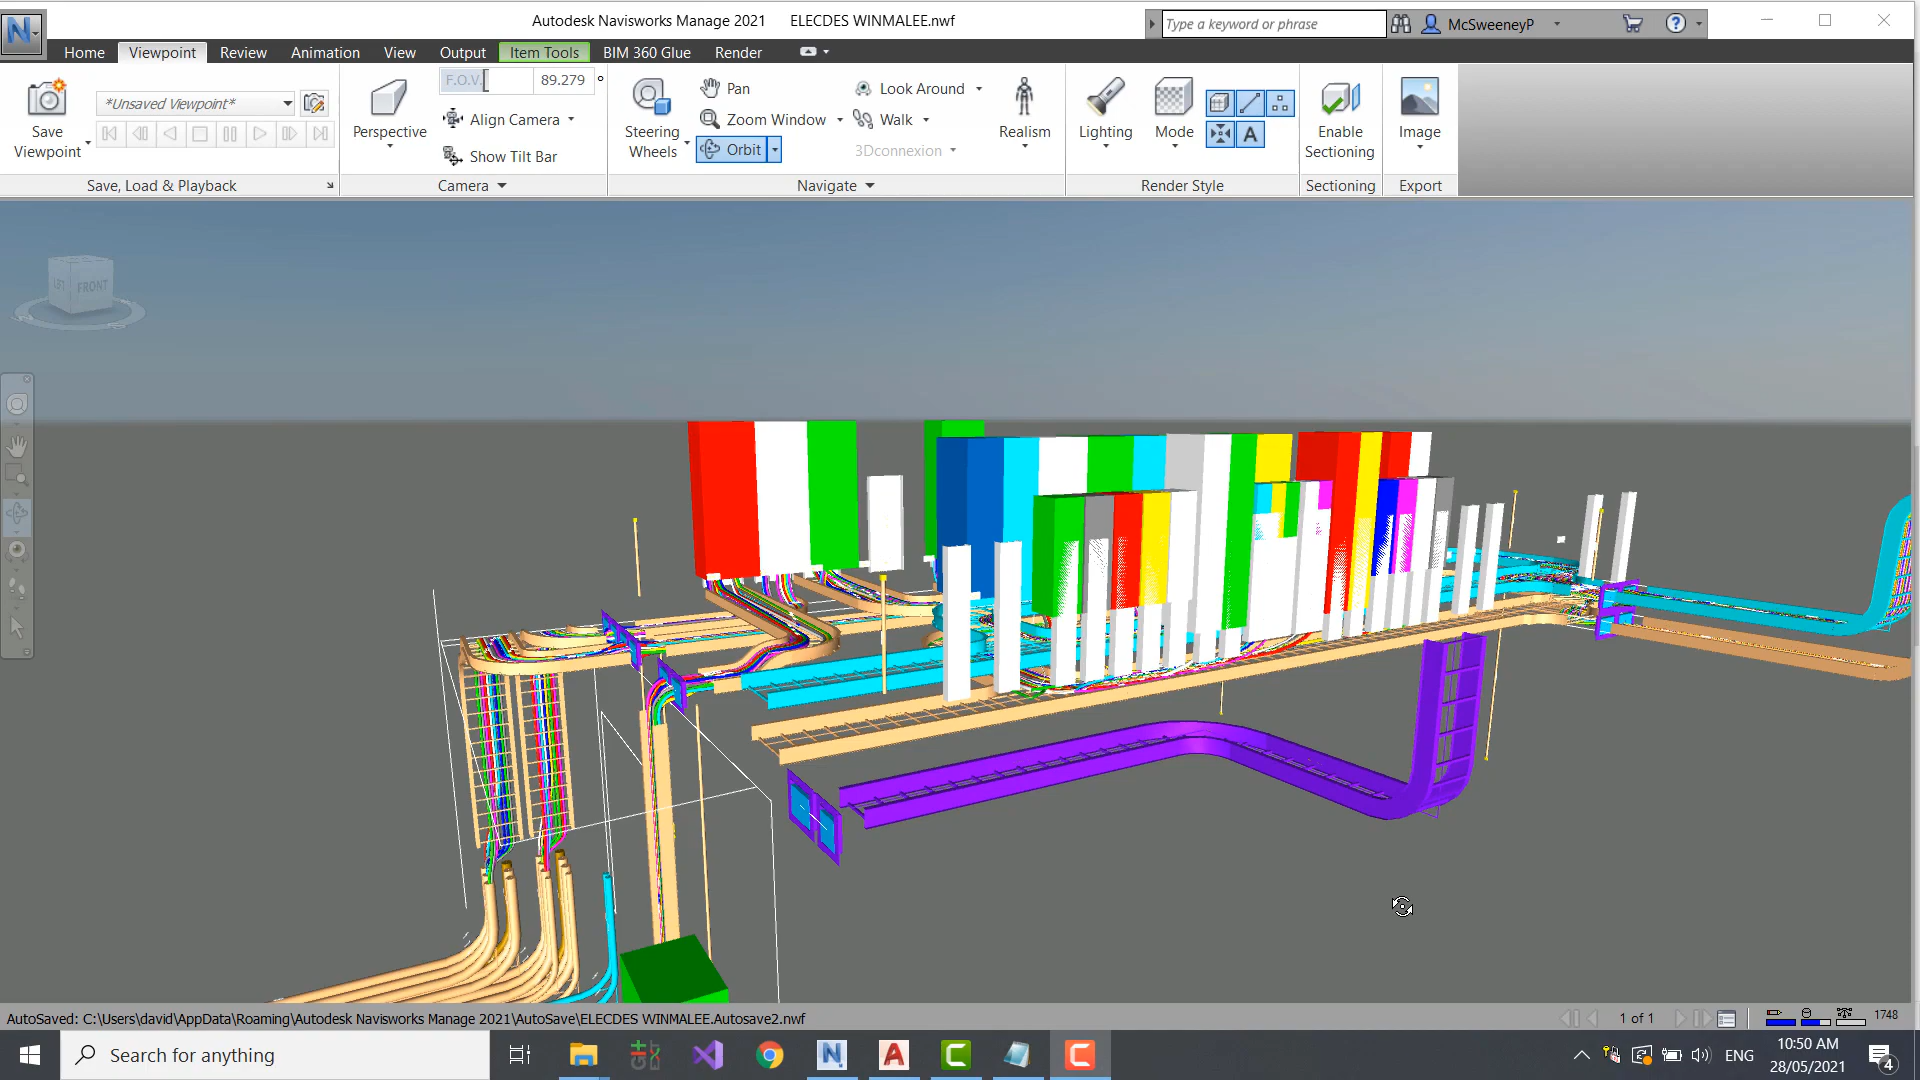 Autodesk Navisworks Manage 2021 ELECDES WINMALEE.nwf
Type a keyword or phrase
McSweeneyP
Home Viewpoint Review Animation View Output Item Tools BIM 360 Glue Render
Save Viewpoint
*Unsaved Viewpoint*
Save, Load & Playback
Perspective
F.O.V. 89.279 °
Align Camera
Show Tilt Bar
Camera
Steering Wheels
Pan
Zoom Window
Orbit
Look Around
Walk
3Dconnexion
Navigate
Realism
Lighting
Mode
A
Render Style
Enable Sectioning
Sectioning
Image
Export
FRONT
AutoSaved: C:\Users\david\AppData\Roaming\Autodesk Navisworks Manage 2021\AutoSave\ELECDES WINMALEE.Autosave2.nwf
1 of 1
1748
Search for anything
ENG
10:50 AM
28/05/2021
4